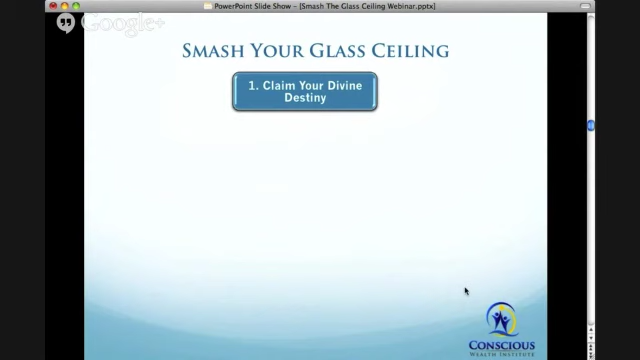 PowerPoint Slide Show - [Smash The Glass Ceiling Webinar.pptx]
Google+
SMASH YOUR GLASS CEILING
1. Claim Your Divine
Destiny
CONSCIOUS
WEALTH INSTITUTE